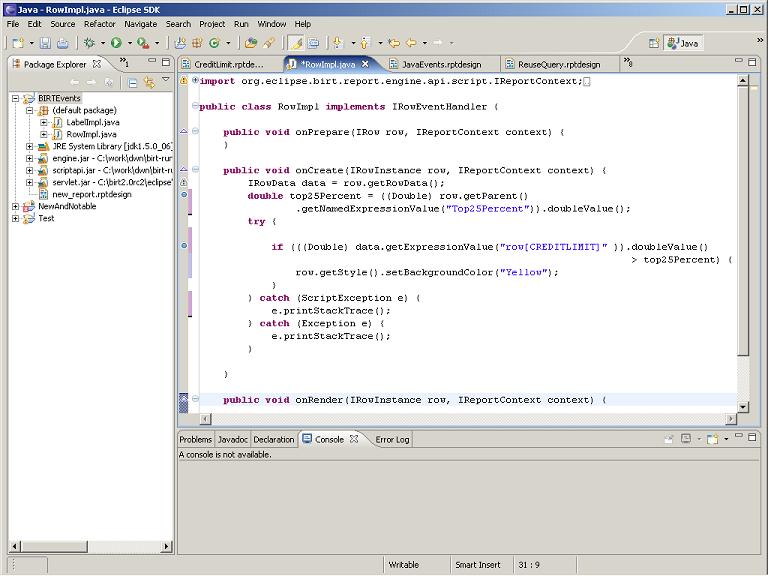 Java - RowImpl.java - Eclipse SDK
File Edit Source Refactor Navigate Search Project Run Window Help
Java
Package Explorer
1
CreditLimit.rptde...
*RowImpl.java
JavaEvents.rptdesign
ReuseQuery.rptdesign
8
BIRTEvents
(default package)
LabelImpl.java
RowImpl.java
JRE System Library [jdk1.5.0_06]
engine.jar - C:\work\dwn\birt-run
scriptapi.jar - C:\work\dwn\birt-r
servlet.jar - C:\birt2.0rc2\eclipse
new_report.rptdesign
NewAndNotable
Test
import org.eclipse.birt.report.engine.api.script.IReportContext;
public class RowImpl implements IRowEventHandler {
public void onPrepare(IRow row, IReportContext context) {
}
public void onCreate(IRowInstance row, IReportContext context) {
IRowData data = row.getRowData();
double top25Percent = ((Double) row.getParent()
.getNamedExpressionValue("Top25Percent")).doubleValue();
try {
if (((Double) data.getExpressionValue("row[CREDITLIMIT]" )).doubleValue()
> top25Percent) {
row.getStyle().setBackgroundColor("Yellow");
}
} catch (ScriptException e) {
e.printStackTrace();
} catch (Exception e) {
e.printStackTrace();
}
}
public void onRender(IRowInstance row, IReportContext context) {
Problems Javadoc Declaration Console Error Log
A console is not available.
Writable Smart Insert 31 : 9